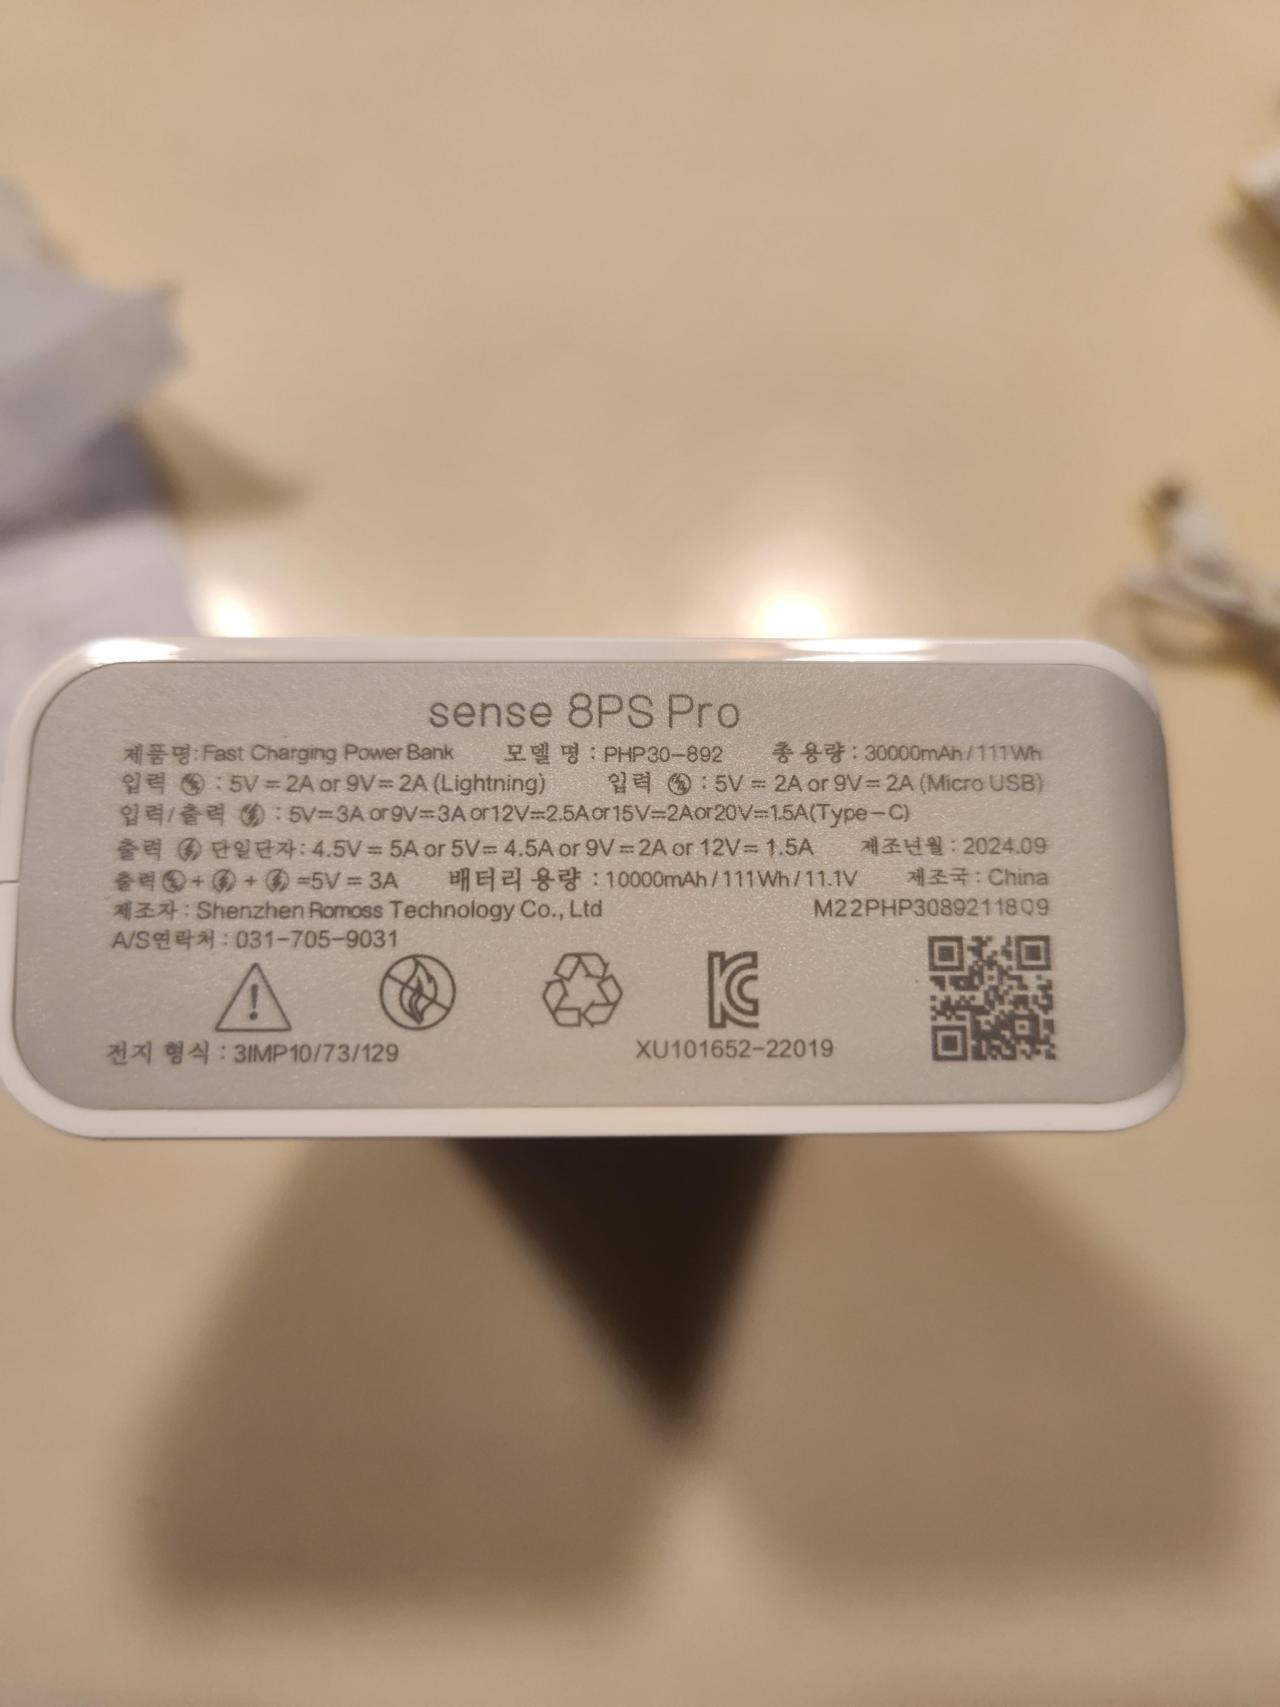 sense 8PS Pro
제품명: Fast Charging Power Bank 모델 명 : PHP30-892 총 용량 : 30000mAh / 111Wh
입력 : 5V = 2A or 9V = 2A (Lightning) 입력 : 5V = 2A or 9V = 2A (Micro USB)
입력/출력 : 5V=3A or9V=3A or12V=2.5Aor15V=2Aor20V=1.5A(Type-C)
출력 단일단자: 4.5V = 5A or 5V= 4.5A or 9V=2A or 12V= 1.5A 제조년월 : 2024.09
출력 + + =5V = 3A 배터리 용량 : 10000mAh / 111Wh / 11.1V 제조국 : China
제조자 : Shenzhen Romoss Technology Co., Ltd M22PHP3089211809
A/S연락처 : 031-705-9031
전지 형식 : 3IMP10/73/129 XU101652-22019